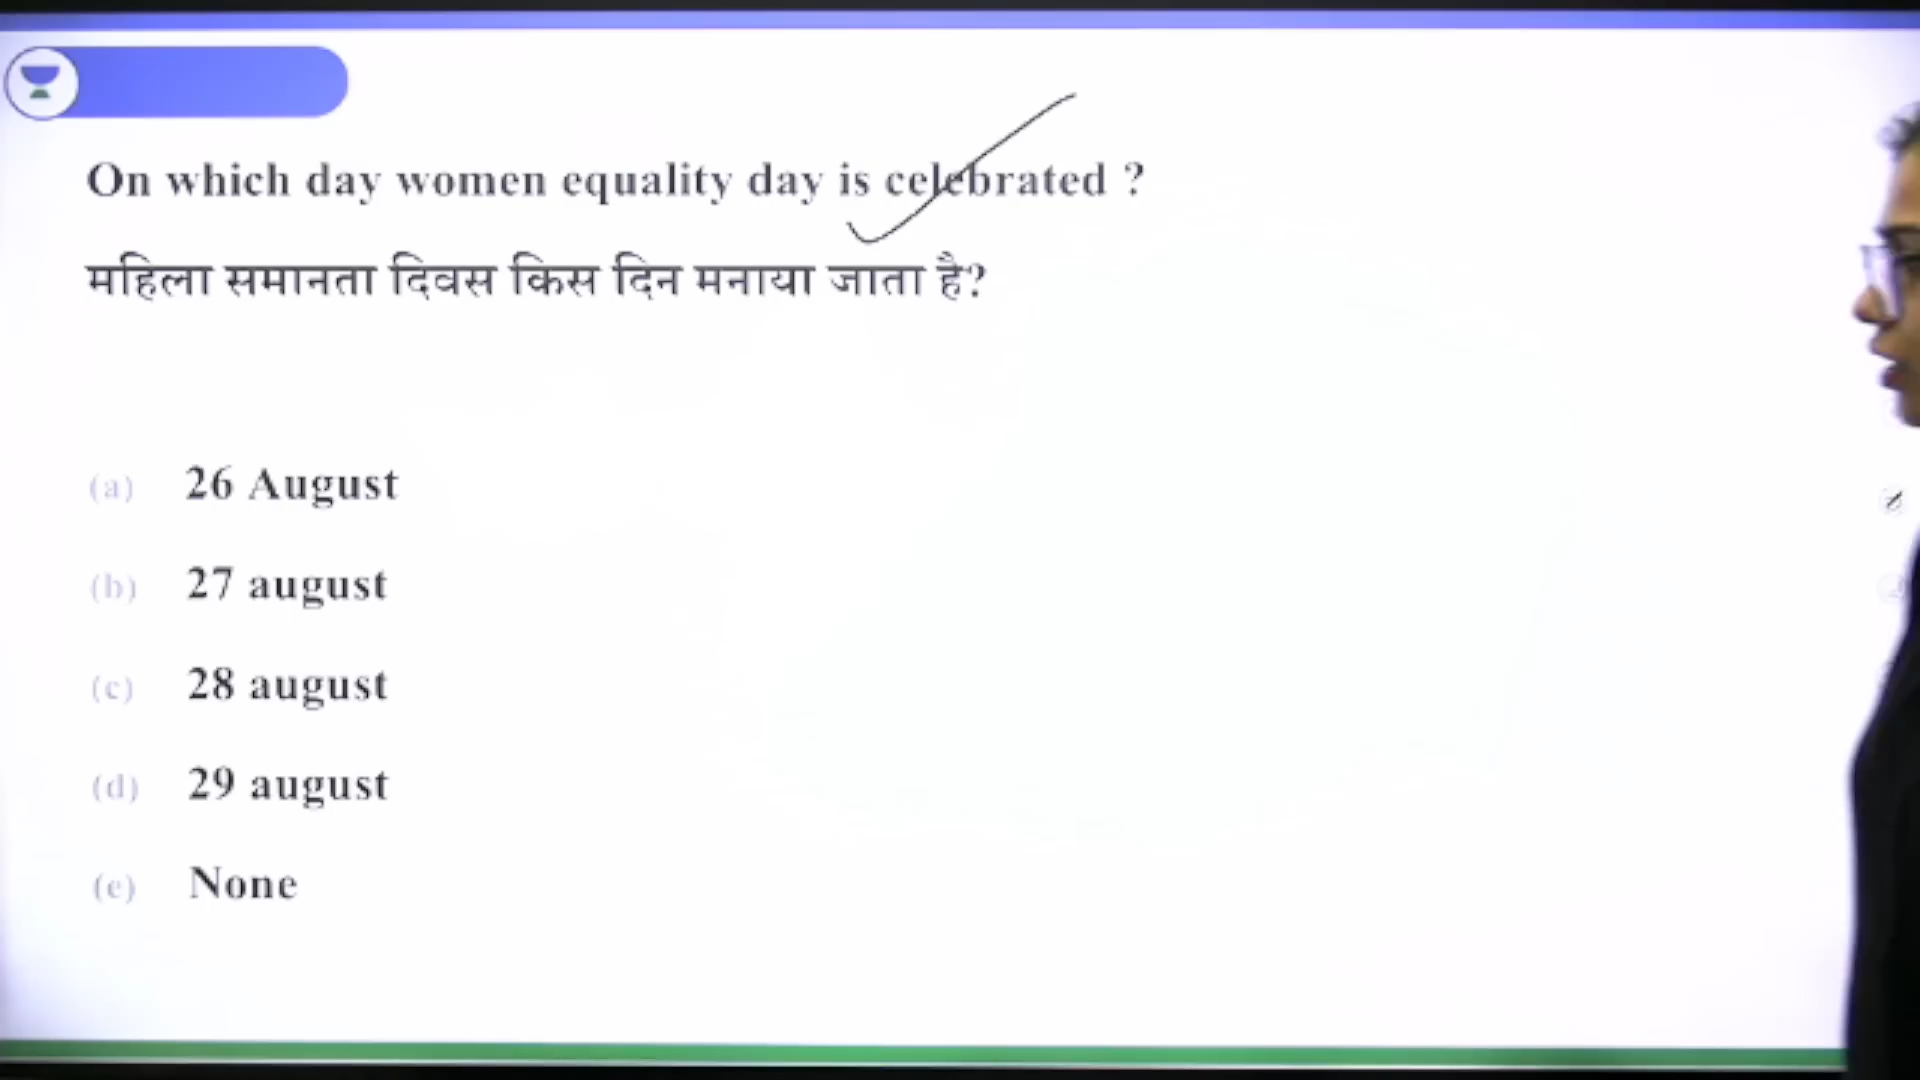 On which day women equality day is celebrated ?
महिला समानता दिवस किस दिन मनाया जाता है?
(a) 26 August
(b) 27 august
(c) 28 august
(d) 29 august
(e) None